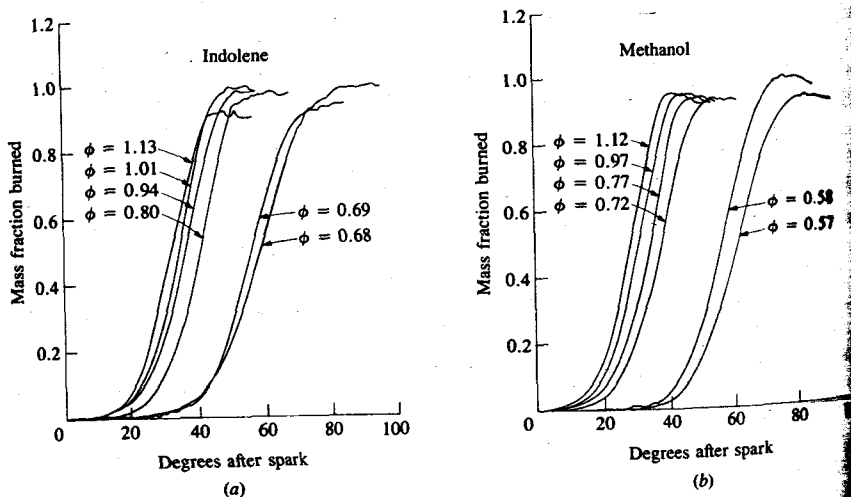 Indolene
Mass fraction burned
1.2
1.0
0.8
0.6
0.4
0.2
0
20
40
60
80
100
ϕ = 1.13
ϕ = 1.01
ϕ = 0.94
ϕ = 0.80
ϕ = 0.69
ϕ = 0.68
Degrees after spark
(a)
Methanol
Mass fraction burned
1.2
1.0
0.8
0.6
0.4
0.2
0
20
40
60
80
ϕ = 1.12
ϕ = 0.97
ϕ = 0.77
ϕ = 0.72
ϕ = 0.58
ϕ = 0.57
Degrees after spark
(b)